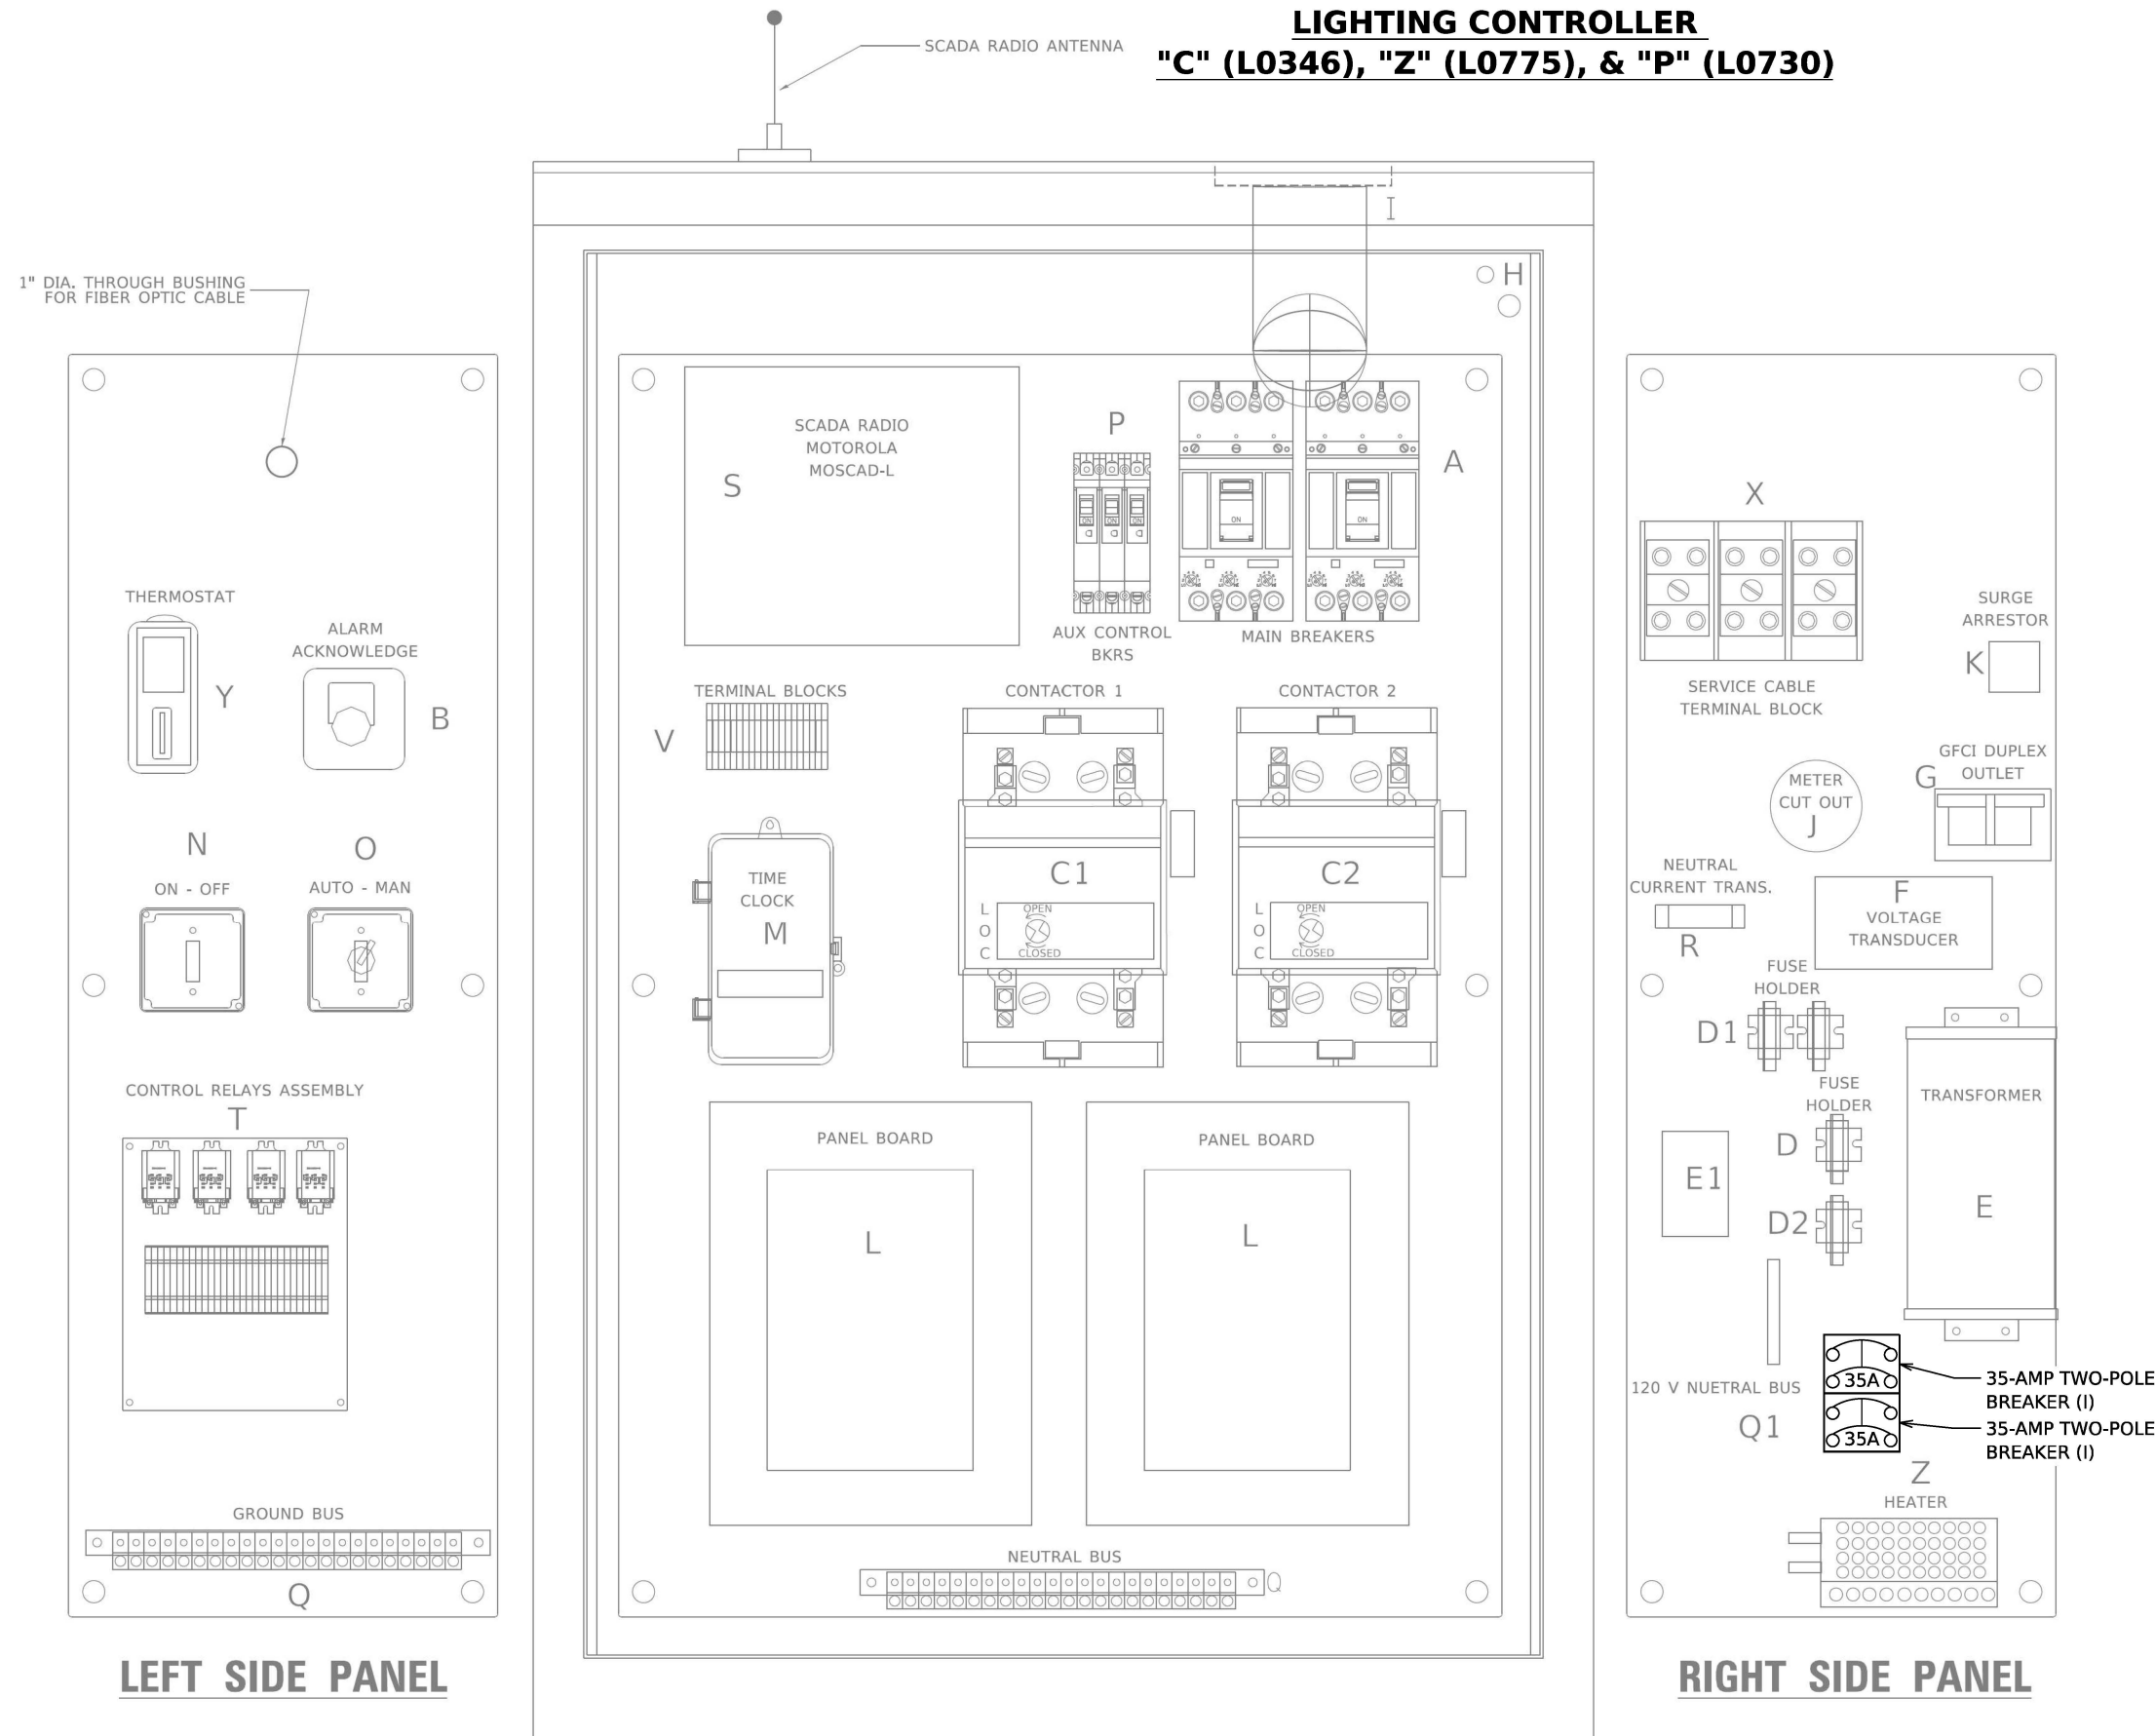 LIGHTING CONTROLLER
"C" (L0346), "Z" (L0775), & "P" (L0730)
SCADA RADIO ANTENNA
I
H
1" DIA. THROUGH BUSHING
FOR FIBER OPTIC CABLE
THERMOSTAT
Y
ALARM
ACKNOWLEDGE
B
N
ON - OFF
O
AUTO - MAN
CONTROL RELAYS ASSEMBLY
T
GROUND BUS
Q
LEFT SIDE PANEL
SCADA RADIO
MOTOROLA
MOSCAD-L
S
P
ON
ON
ON
AUX CONTROL
BKRS
A
ON
ON
MAIN BREAKERS
TERMINAL BLOCKS
V
CONTACTOR 1
CONTACTOR 2
TIME
CLOCK
M
C1
L
O
C
OPEN
CLOSED
C2
L
O
C
OPEN
CLOSED
PANEL BOARD
L
PANEL BOARD
L
NEUTRAL BUS
Q
X
SERVICE CABLE
TERMINAL BLOCK
SURGE
ARRESTOR
K
GFCI DUPLEX
OUTLET
G
METER
CUT OUT
J
NEUTRAL
CURRENT TRANS.
R
F
VOLTAGE
TRANSDUCER
FUSE
HOLDER
D1
FUSE
HOLDER
D
D2
E1
TRANSFORMER
E
120 V NUETRAL BUS
Q1
35A
35A
35-AMP TWO-POLE
BREAKER (I)
35-AMP TWO-POLE
BREAKER (I)
Z
HEATER
RIGHT SIDE PANEL